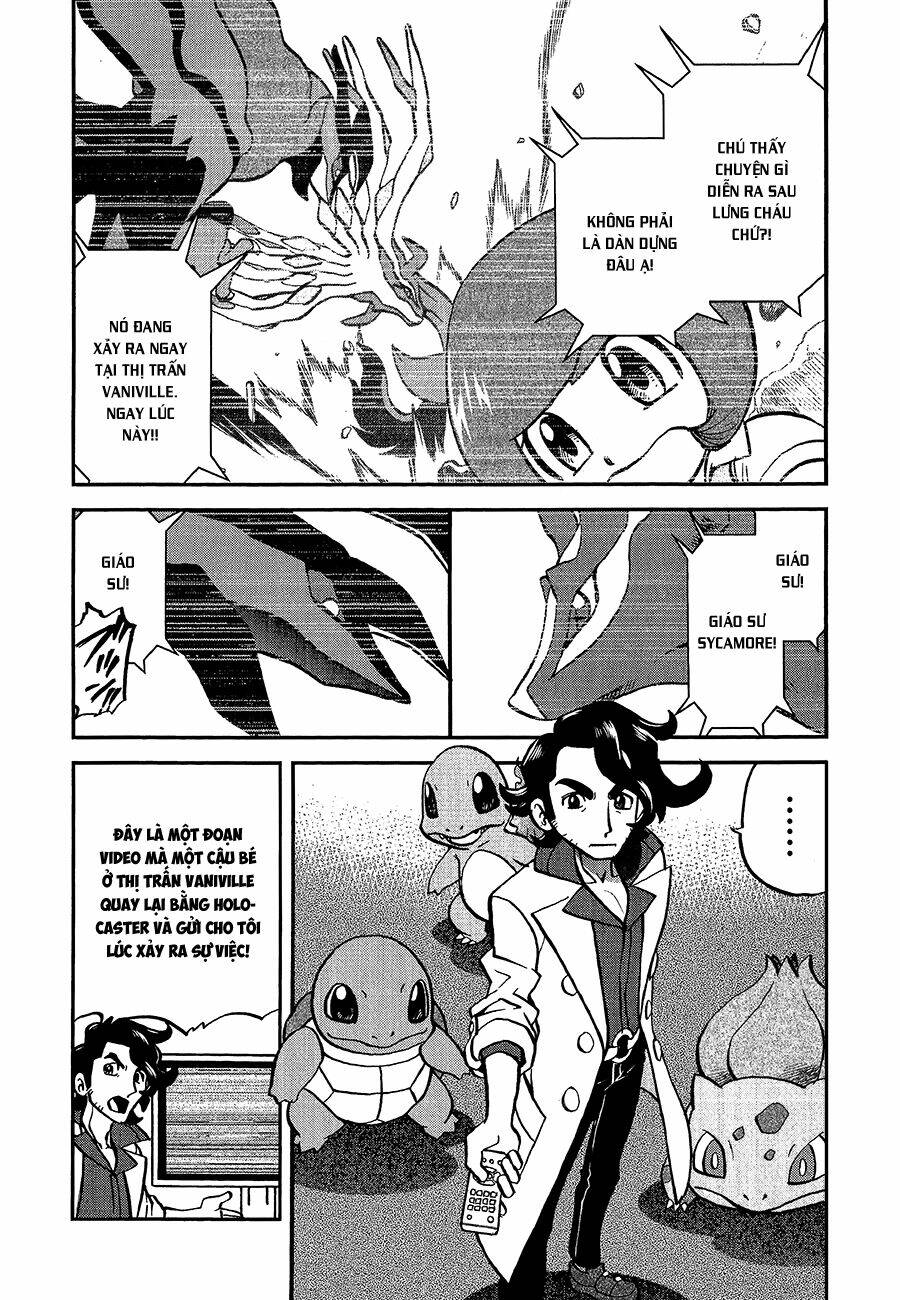 CHÚ THẤY
CHUYỆN GÌ
DIỄN RA SAU
LƯNG CHÁU
CHỨ?!
KHÔNG PHẢI
LÀ DÀN DỰNG
ĐÂU Ạ!
NÓ ĐANG
XẢY RA NGAY
TẠI THỊ TRẤN
VANIVILLE.
NGAY LÚC
NÀY!!
GIÁO
SƯ!
GIÁO SƯ
SYCAMORE!
GIÁO
SƯ!
....
ĐÂY LÀ MỘT ĐOẠN
VIDEO MÀ MỘT CẬU BÉ
Ở THỊ TRẤN VANIVILLE
QUAY LẠI BẰNG HOLO-
CASTER VÀ GỬI CHO TÔI
LÚC XẢY RA SỰ VIỆC!